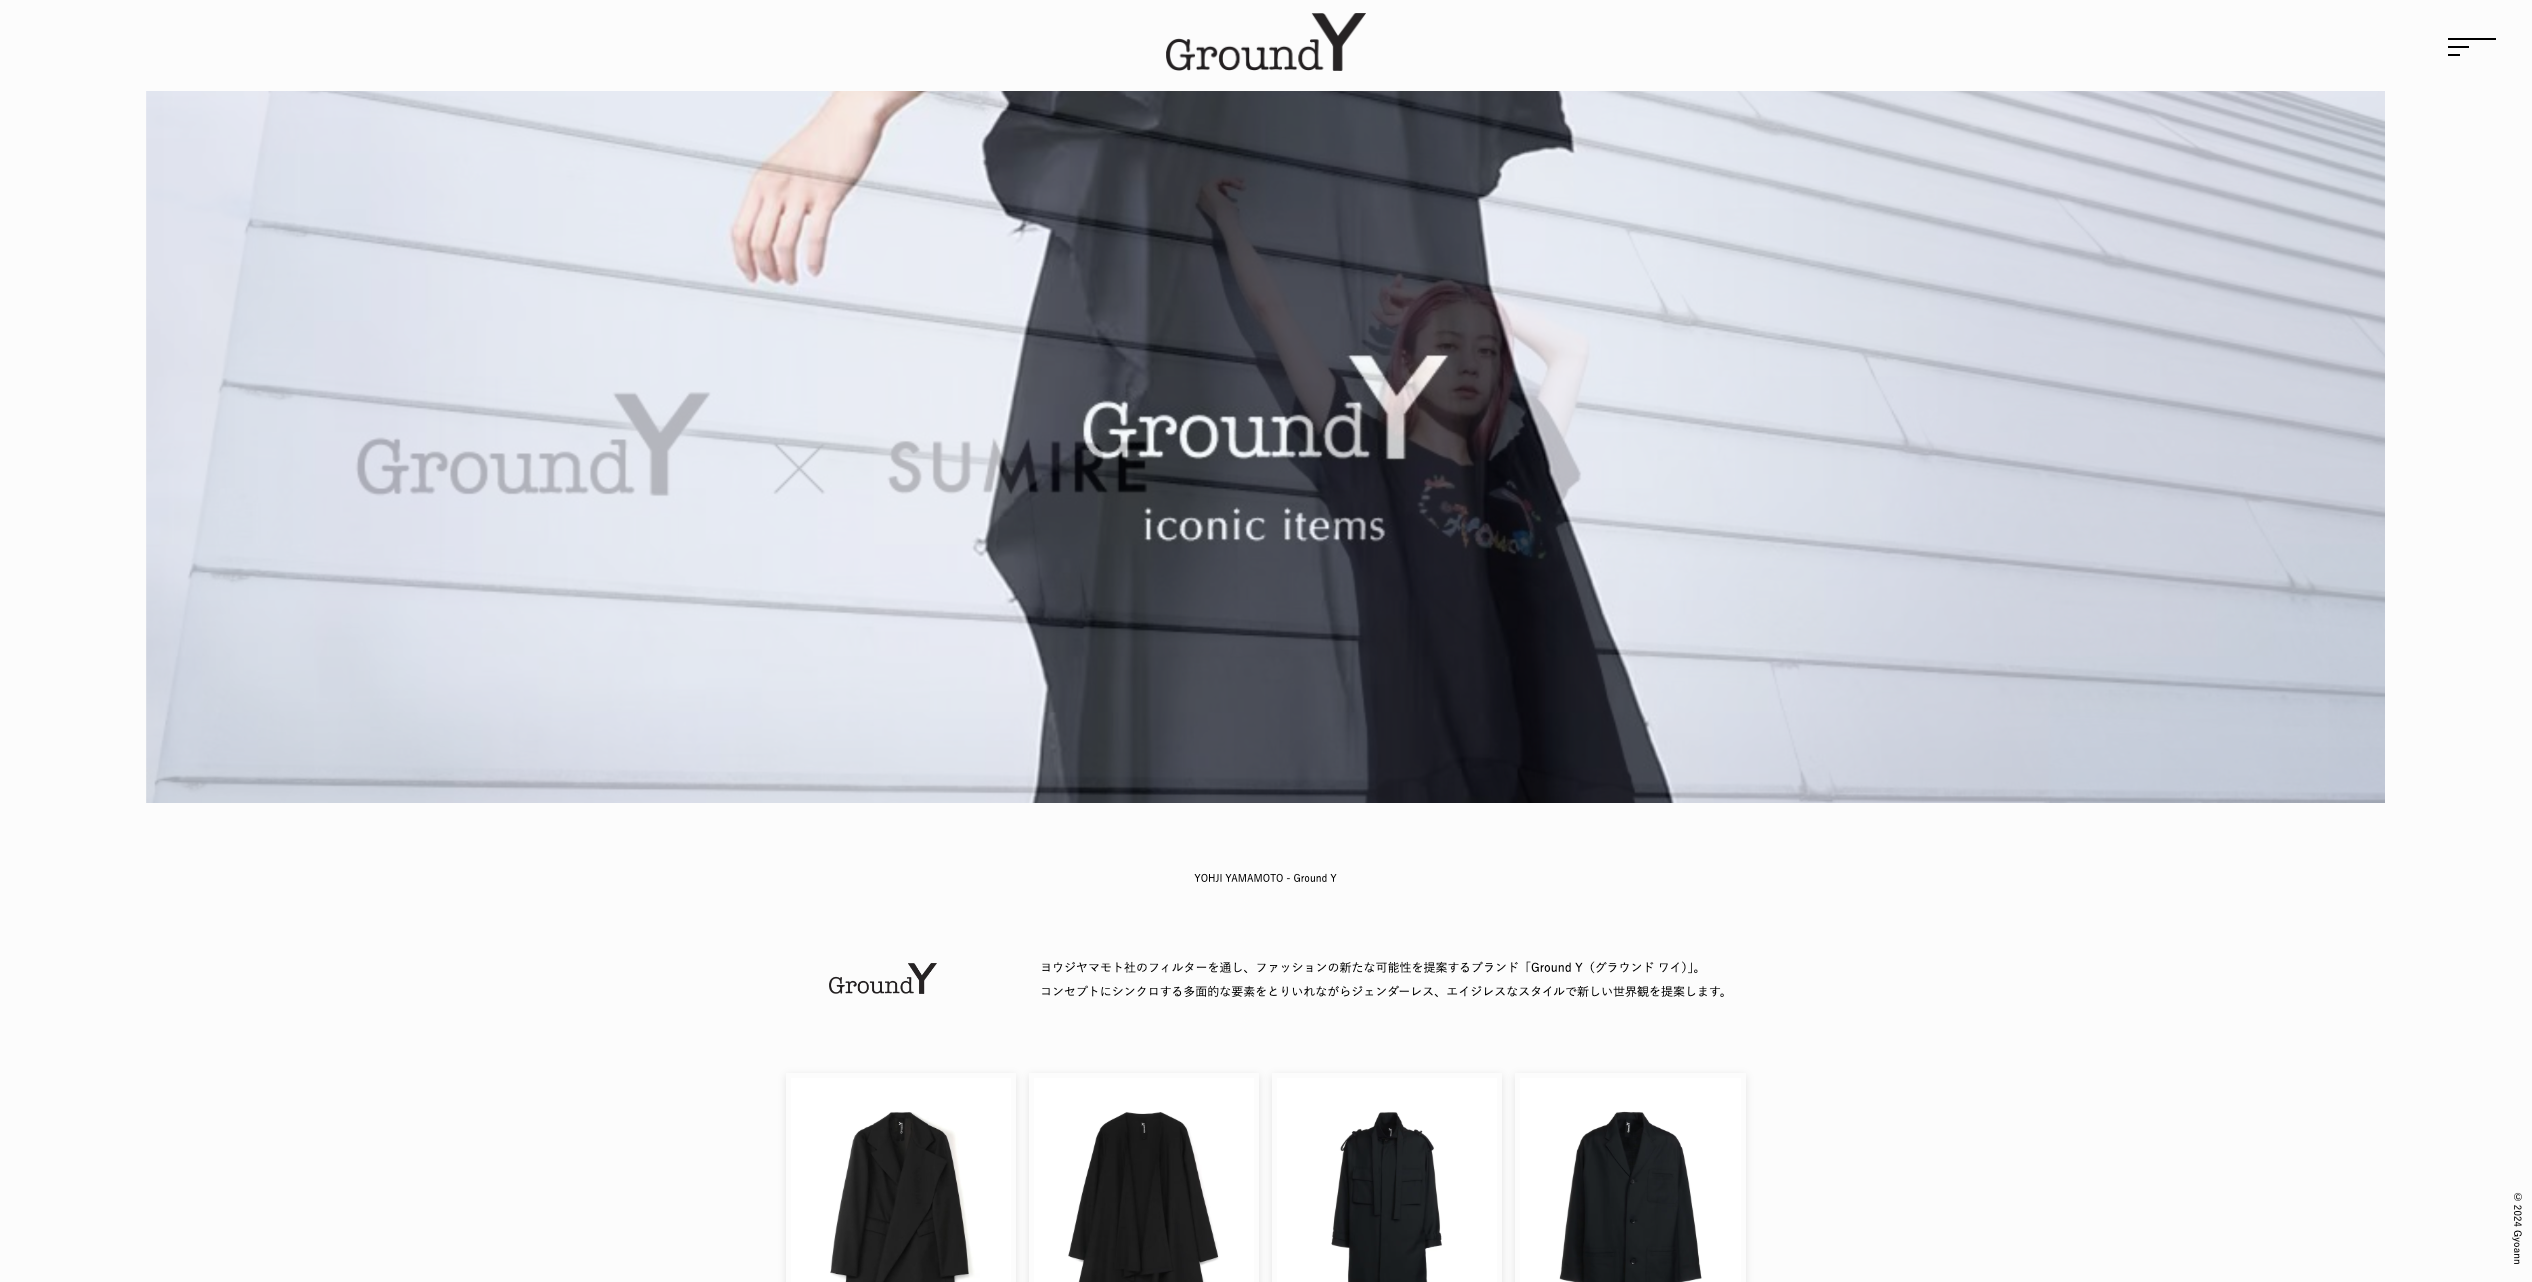 GroundY
GroundY × SUMIRE
GroundY
iconic items
YOHJI YAMAMOTO - Ground Y
GroundY
ヨウジヤマモト社のフィルターを通し、ファッションの新たな可能性を提案するブランド「Ground Y（グラウンド ワイ）」。
コンセプトにシンクロする多面的な要素をとりいれながらジェンダーレス、エイジレスなスタイルで新しい世界観を提案します。
© 2024 Gyoann